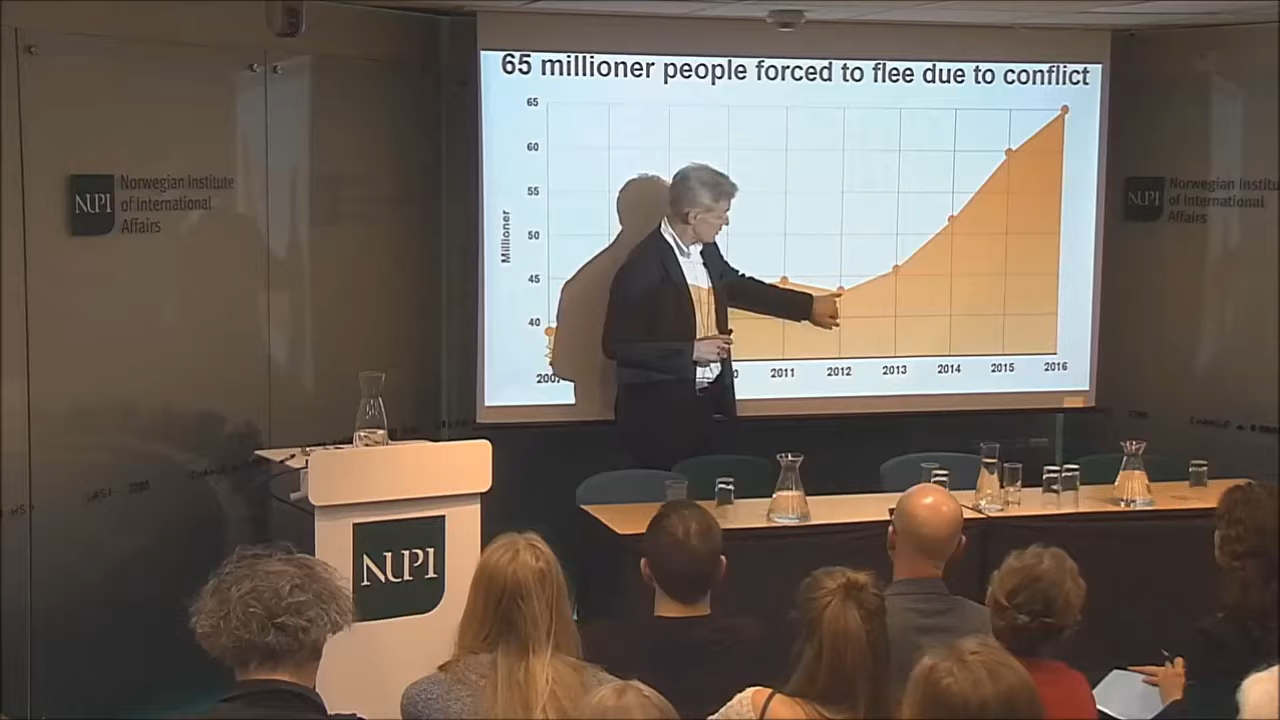 65 millioner people forced to flee due to conflict
65
60
55
50
45
40
Millioner
2011
2012
2013
2014
2015
2016
NUPI
Norwegian Institute
of International
Affairs
NUPI
Norwegian Institu
of International
Affairs
NUPI